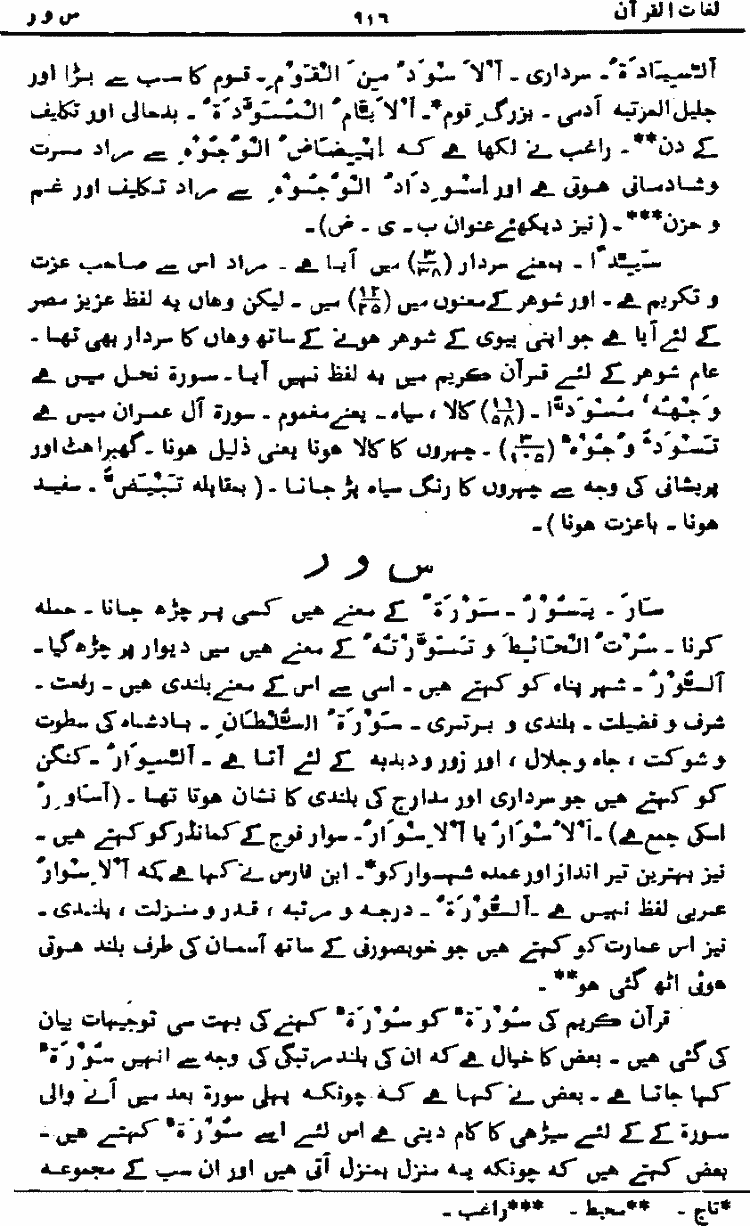 لغات القرآن ۹۱٦ س و ر
اَلسِّیَادَۃُ۔ سرداری۔ اَلْاَسْوَدُ مِنَ الْقَوْمِ۔ قوم کا سب سے بڑا اور
جلیل المرتبہ آدمی۔ بزرگِ قوم*۔ اَلْاَیَّامُ الْمُسَوَّدَۃُ۔ بدحالی اور تکلیف
کے دن**۔ راغب نے لکھا ہے کہ اِبْیِضَاضُ الْوُجُوْہِ سے مراد مسرت
و شادمانی ہوتی ہے اور اِسْوِدَادُ الْوُجُوْہِ سے مراد تکلیف اور غم
و حزن***۔ (نیز دیکھئے عنوان ب۔ ی۔ ض)۔
سَیِّدًا۔ بمعنے سردار (۳/۳۸) میں آیا ہے۔ مراد اس سے صاحب عزت
و تکریم ہے۔ اور شوہر کے معنوں میں (۱۲/۲۵) میں۔ لیکن وہاں یہ لفظ عزیز مصر
کے لئے آیا ہے جو اپنی بیوی کے شوہر ہونے کے ساتھ وہاں کا سردار بھی تھا۔
عام شوہر کے لئے قرآن کریم میں یہ لفظ نہیں آیا۔ سورۃ نحل میں ہے
وَجْھُہٗ مُسْوَدًّا۔ (۱٦/۵۸) کالا، سیاہ۔ یعنے مغموم۔ سورۃ آل عمران میں ہے
تَسْوَدُّ وُجُوْہٌ (۳/۱۰۵)۔ چہروں کا کالا ہونا یعنی ذلیل ہونا۔ گھبراہٹ اور
پریشانی کی وجہ سے چہروں کا رنگ سیاہ پڑ جانا۔ (بمقابلہ تَبْیَضُّ۔ سفید
ہونا۔ باعزت ہونا)۔
س و ر
سَارَ۔ یَسُوْرُ۔ سَوْرَۃً کے معنے ہیں کسی پر چڑھ جانا۔ حملہ
کرنا۔ سُرْتُ الْحَائِطَ و تَسَوَّرْتُہٗ کے معنے ہیں میں دیوار پر چڑھ گیا۔
اَلسُّوْرُ۔ شہر پناہ کو کہتے ہیں۔ اسی سے اس کے معنے بلندی ہیں۔ رفعت۔
شرف و فضیلت۔ بلندی و برتری۔ سَوْرَۃُ السُّلْطَانِ۔ بادشاہ کی سطوت
و شوکت، جاہ و جلال، اور زور و دبدبہ کے لئے آتا ہے۔ اَلسِّوَارُ۔ کنگن
کو کہتے ہیں جو سرداری اور مدارج کی بلندی کا نشان ہوتا تھا۔ (اَسَاوِرُ
اسکی جمع ہے)۔ اَلْاُسْوَارُ یا اَلْاِسْوَارُ۔ سوار فوج کے کمانڈر کو کہتے ہیں۔
نیز بہترین تیر انداز اور عمدہ شہسوار کو*۔ ابن فارس نے کہا ہے کہ اَلْاِسْوَارُ
عربی لفظ نہیں ہے۔ اَلسُّوْرَۃُ۔ درجہ و مرتبہ، قدر و منزلت، بلندی۔
نیز اس عمارت کو کہتے ہیں جو خوبصورتی کے ساتھ آسمان کی طرف بلند ہوتی
ہوئی اٹھ گئی ہو**۔
قرآن کریم کی سُوْرَۃٌ کو سُوْرَۃٌ کہنے کی بہت سی توجیہات بیان
کی گئی ہیں۔ بعض کا خیال ہے کہ ان کی بلند مرتبگی کی وجہ سے انہیں سُوْرَۃٌ
کہا جاتا ہے۔ بعض نے کہا ہے کہ چونکہ پہلی سورۃ بعد میں آنے والی
سورۃ کے لئے سیڑھی کا کام دیتی ہے اس لئے اسے سُوْرَۃٌ کہتے ہیں۔
بعض کہتے ہیں کہ چونکہ یہ منزل بمنزل آتی ہیں اور ان سب کے مجموعہ
*تاج۔ **محیط۔ ***راغب۔